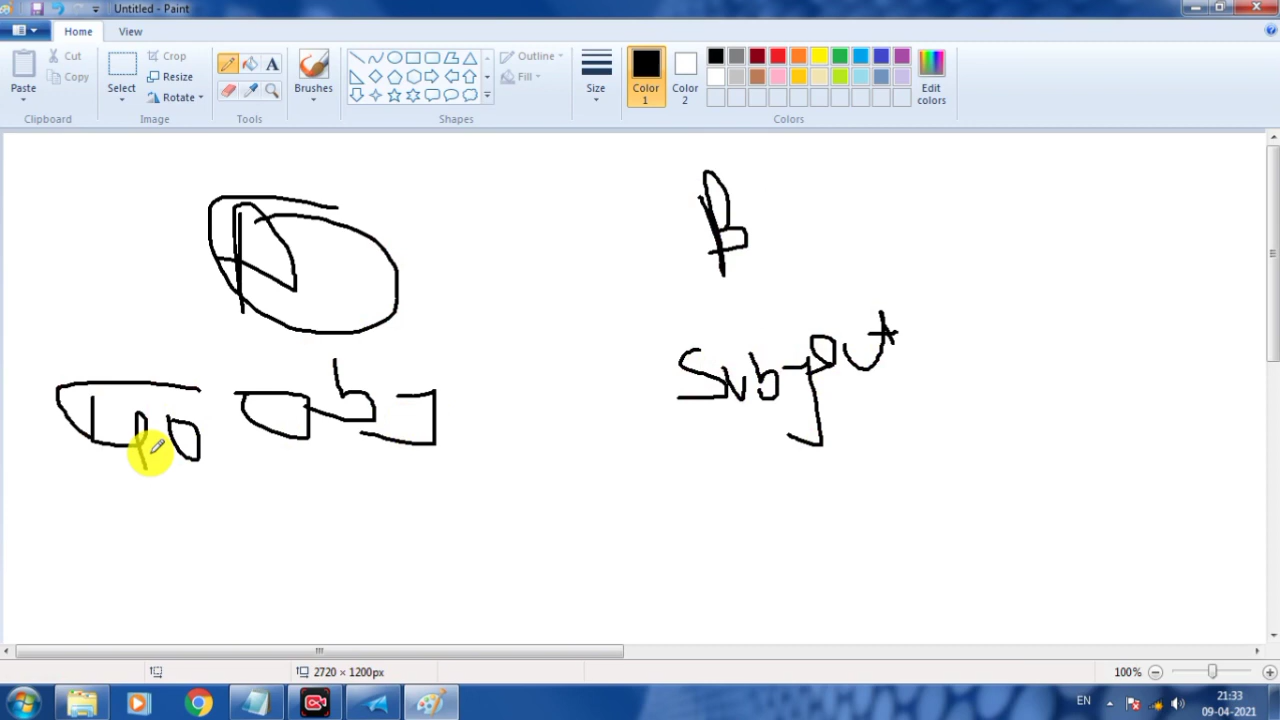 Untitled - Paint
Home View
Paste
Cut
Copy
Clipboard
Select
Crop
Resize
Rotate
Image
A
Tools
Brushes
Shapes
Outline
Fill
Size
Color 1
Color 2
Edit colors
Colors
B
2720 × 1200px
100%
EN
21:33
09-04-2021